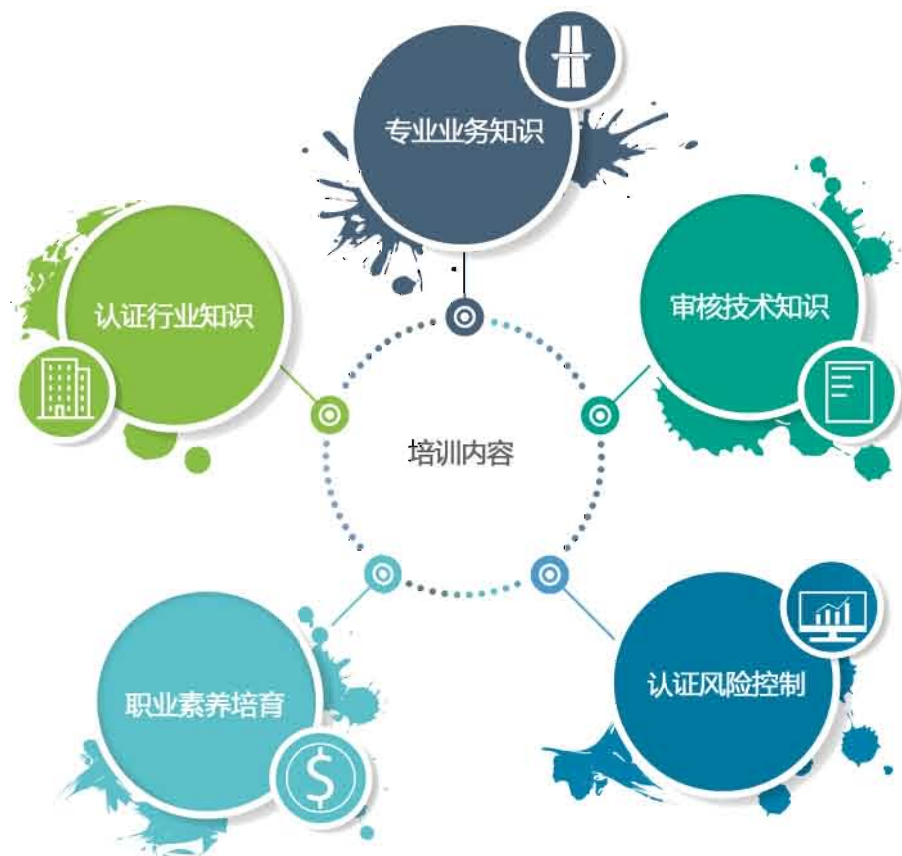 专业业务知识
认证行业知识
审核技术知识
培训内容
职业素养培育
认证风险控制